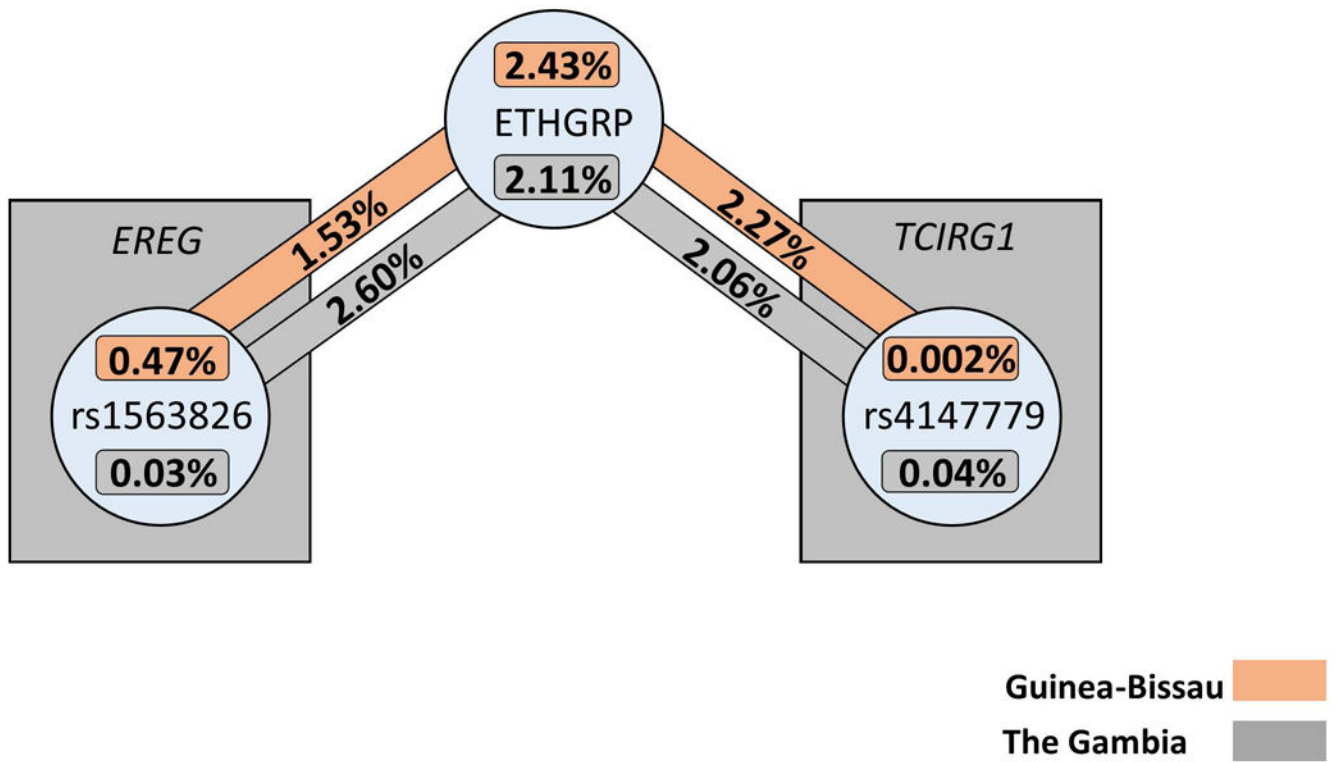 2.43%
ETHGRP
2.11%
EREG
1.53%
2.60%
2.27%
2.06%
TCIRG1
0.47%
rs1563826
0.03%
0.002%
rs4147779
0.04%
Guinea-Bissau
The Gambia